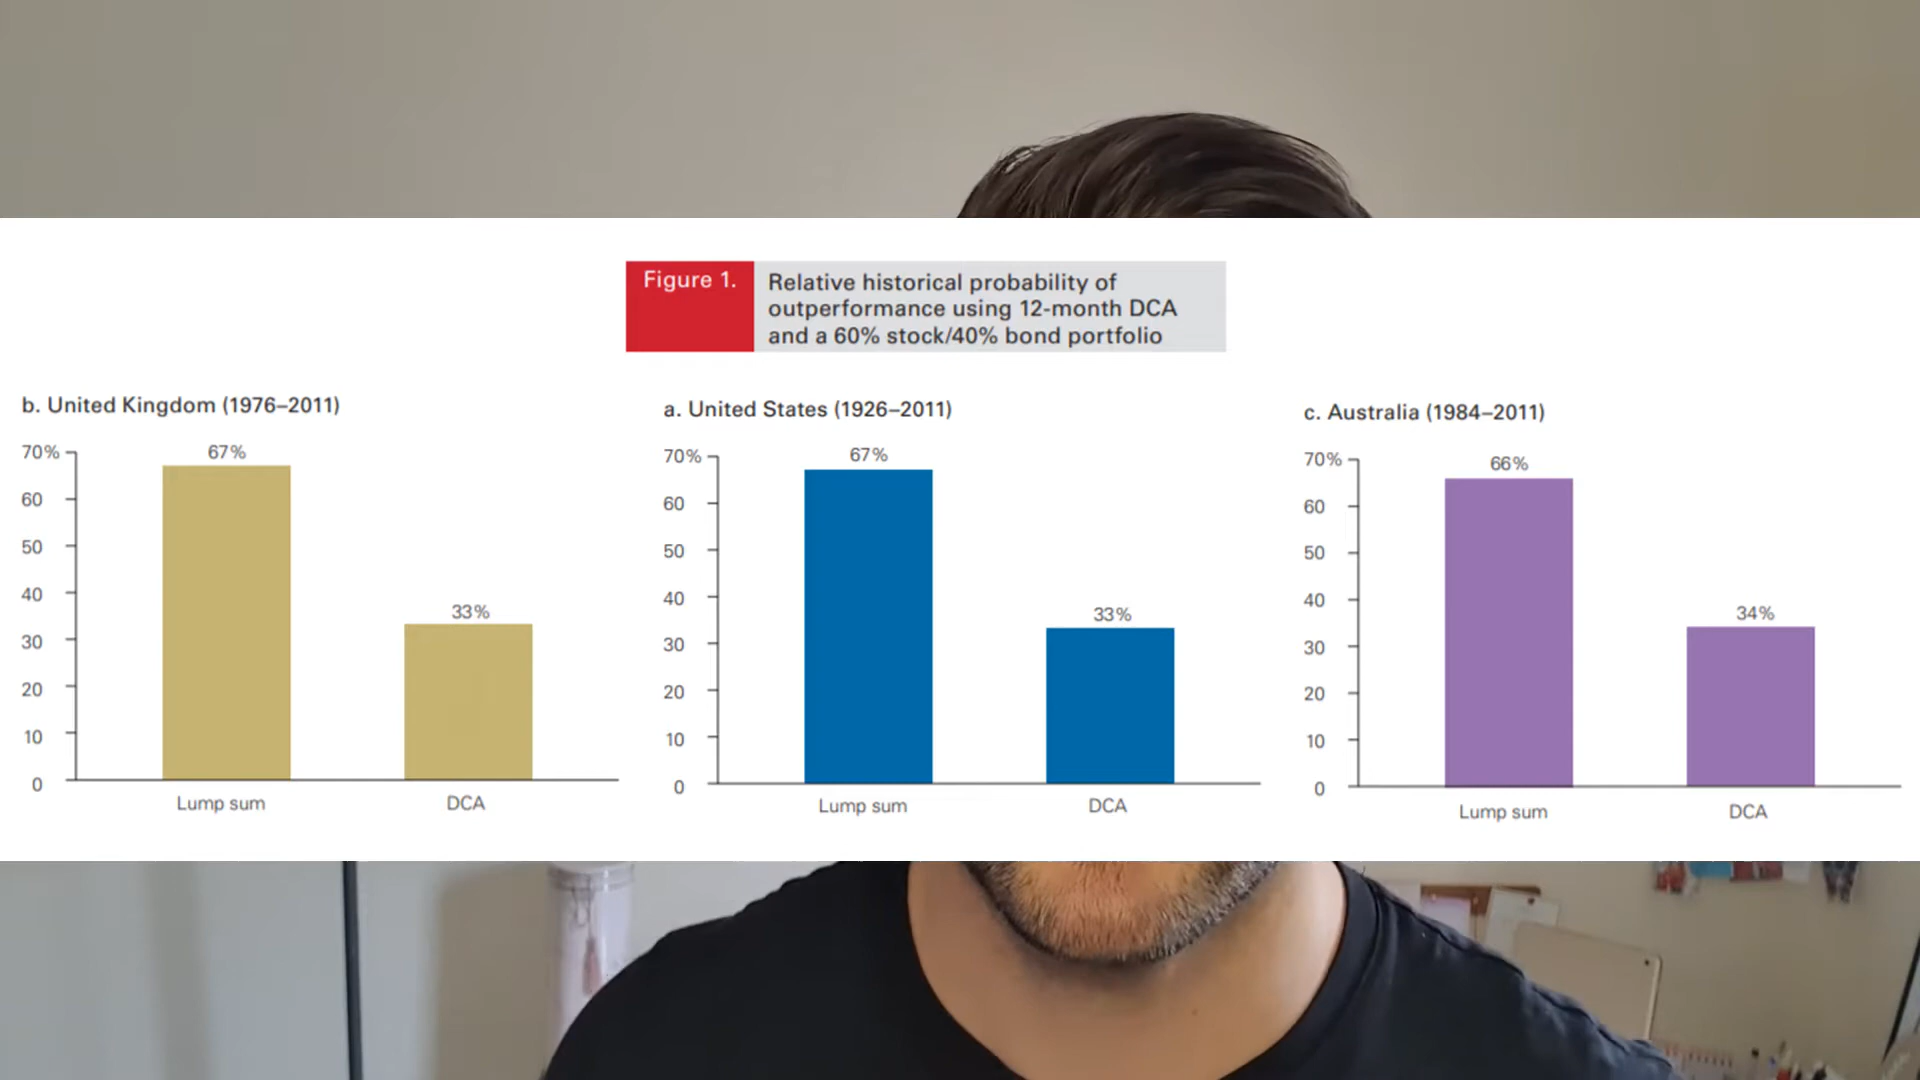 Figure 1.
Relative historical probability of
outperformance using 12-month DCA
and a 60% stock/40% bond portfolio
b. United Kingdom (1976–2011)
70%
60
50
40
30
20
10
0
67%
33%
Lump sum
DCA
a. United States (1926–2011)
70%
60
50
40
30
20
10
0
67%
33%
Lump sum
DCA
c. Australia (1984–2011)
70%
60
50
40
30
20
10
0
66%
34%
Lump sum
DCA